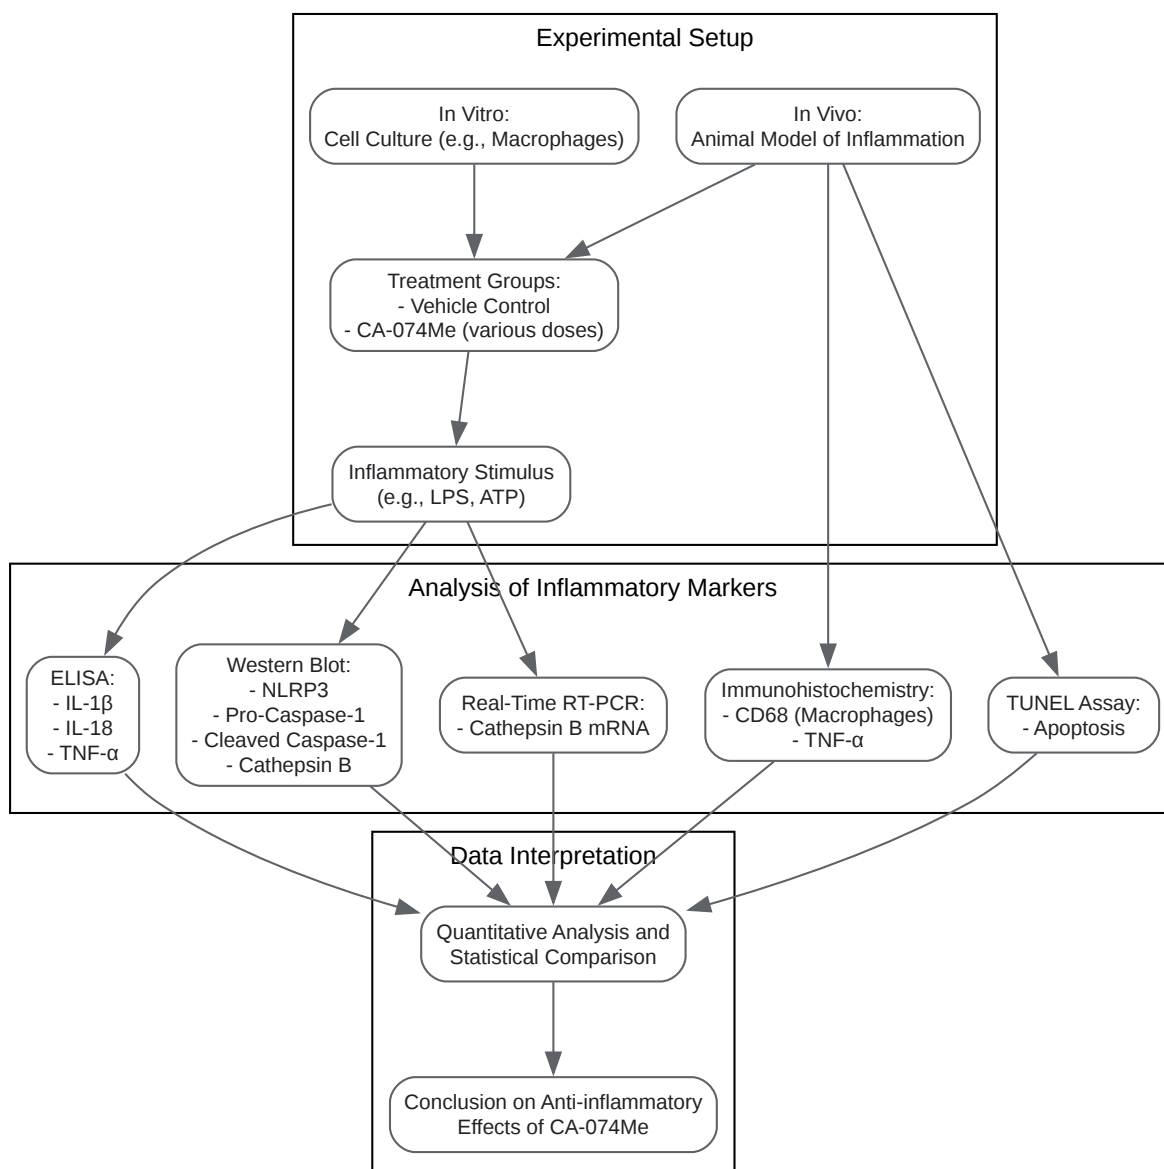 Experimental Setup
In Vitro:
Cell Culture (e.g., Macrophages)
In Vivo:
Animal Model of Inflammation
Treatment Groups:
- Vehicle Control
- CA-074Me (various doses)
Inflammatory Stimulus
(e.g., LPS, ATP)
Analysis of Inflammatory Markers
ELISA:
- IL-1β
- IL-18
- TNF-α
Western Blot:
- NLRP3
- Pro-Caspase-1
- Cleaved Caspase-1
- Cathepsin B
Real-Time RT-PCR:
- Cathepsin B mRNA
Immunohistochemistry:
- CD68 (Macrophages)
- TNF-α
TUNEL Assay:
- Apoptosis
Data Interpretation
Quantitative Analysis and
Statistical Comparison
Conclusion on Anti-inflammatory
Effects of CA-074Me